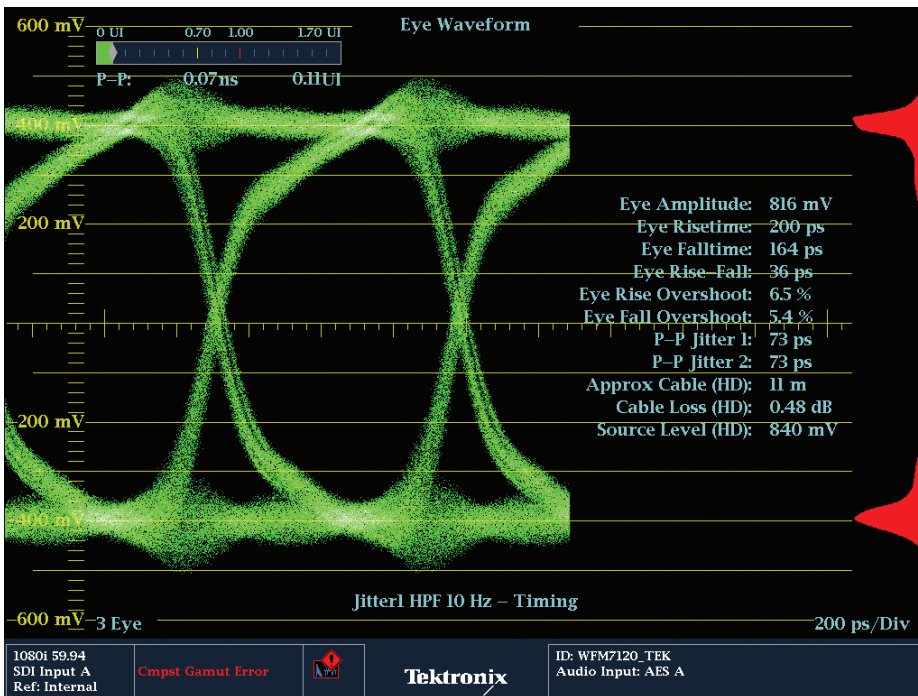 600 mV
0 UI 0.70 1.00 1.70 UI
Eye Waveform
P-P: 0.07ns 0.11UI
400 mV
200 mV
Eye Amplitude: 816 mV
Eye Risetime: 200 ps
Eye Falltime: 164 ps
Eye Rise-Fall: 36 ps
Eye Rise Overshoot: 6.5 %
Eye Fall Overshoot: 5.4 %
P-P Jitter 1: 73 ps
P-P Jitter 2: 73 ps
Approx Cable (HD): 11 m
Cable Loss (HD): 0.48 dB
Source Level (HD): 840 mV
-200 mV
-400 mV
Jitter1 HPF 10 Hz - Timing
-600 mV 3 Eye 200 ps/Div
1080i 59.94
SDI Input A
Ref: Internal
Cmpst Gamut Error
Tektronix
ID: WFM7120_TEK
Audio Input: AES A